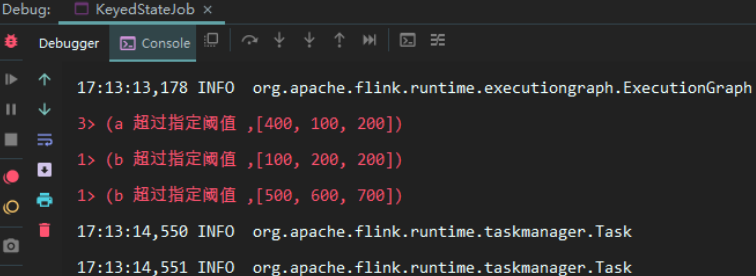 Debug: KeyedStateJob ×
Debugger Console
17:13:13,178 INFO org.apache.flink.runtime.executiongraph.ExecutionGraph
3> (a 超过指定阈值 ,[400, 100, 200])
1> (b 超过指定阈值 ,[100, 200, 200])
1> (b 超过指定阈值 ,[500, 600, 700])
17:13:14,550 INFO org.apache.flink.runtime.taskmanager.Task
17:13:14,551 INFO org.apache.flink.runtime.taskmanager.Task